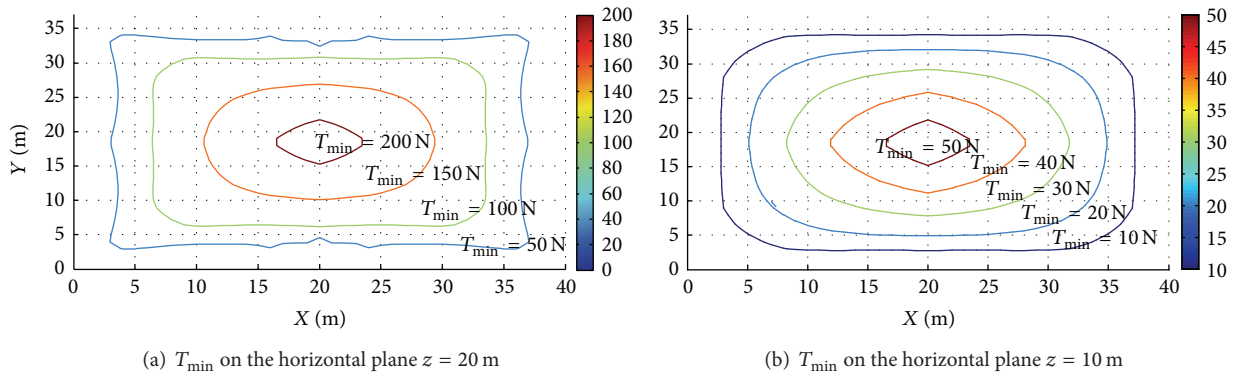 35
30
25
20
15
10
5
0
Y (m)
0 5 10 15 20 25 30 35 40
X (m)
T_min = 200 N
T_min = 150 N
T_min = 100 N
T_min = 50 N
200
180
160
140
120
100
80
60
40
20
0
(a) T_min on the horizontal plane z = 20 m
35
30
25
20
15
10
5
0
0 5 10 15 20 25 30 35 40
X (m)
T_min = 50 N
T_min = 40 N
T_min = 30 N
T_min = 20 N
T_min = 10 N
50
45
40
35
30
25
20
15
10
(b) T_min on the horizontal plane z = 10 m